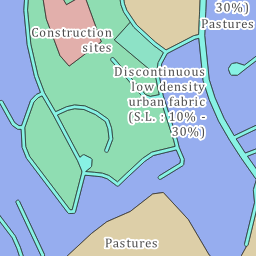 30%)
Pastures
Construction
sites
Discontinuous
low density
urban fabric
(S.L. : 10% -
30%)
Pastures